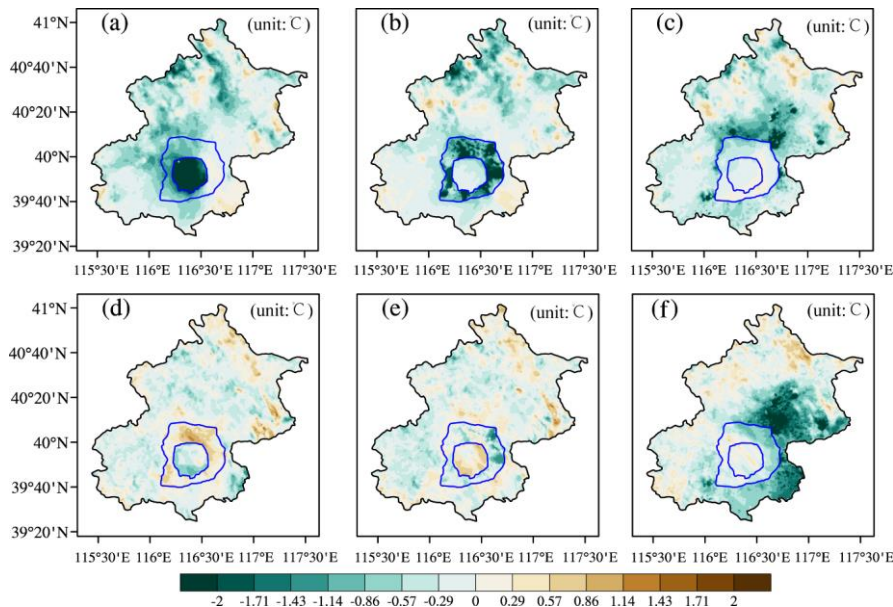 (a) (unit:℃)
(b) (unit:℃)
(c) (unit:℃)
41°N
40°40'N
40°20'N
40°N
39°40'N
39°20'N
115°30'E 116°E 116°30'E 117°E 117°30'E
115°30'E 116°E 116°30'E 117°E 117°30'E
115°30'E 116°E 116°30'E 117°E 117°30'E
(d) (unit:℃)
(e) (unit:℃)
(f) (unit:℃)
41°N
40°40'N
40°20'N
40°N
39°40'N
39°20'N
115°30'E 116°E 116°30'E 117°E 117°30'E
115°30'E 116°E 116°30'E 117°E 117°30'E
115°30'E 116°E 116°30'E 117°E 117°30'E
-2 -1.71 -1.43 -1.14 -0.86 -0.57 -0.29 0 0.29 0.57 0.86 1.14 1.43 1.71 2